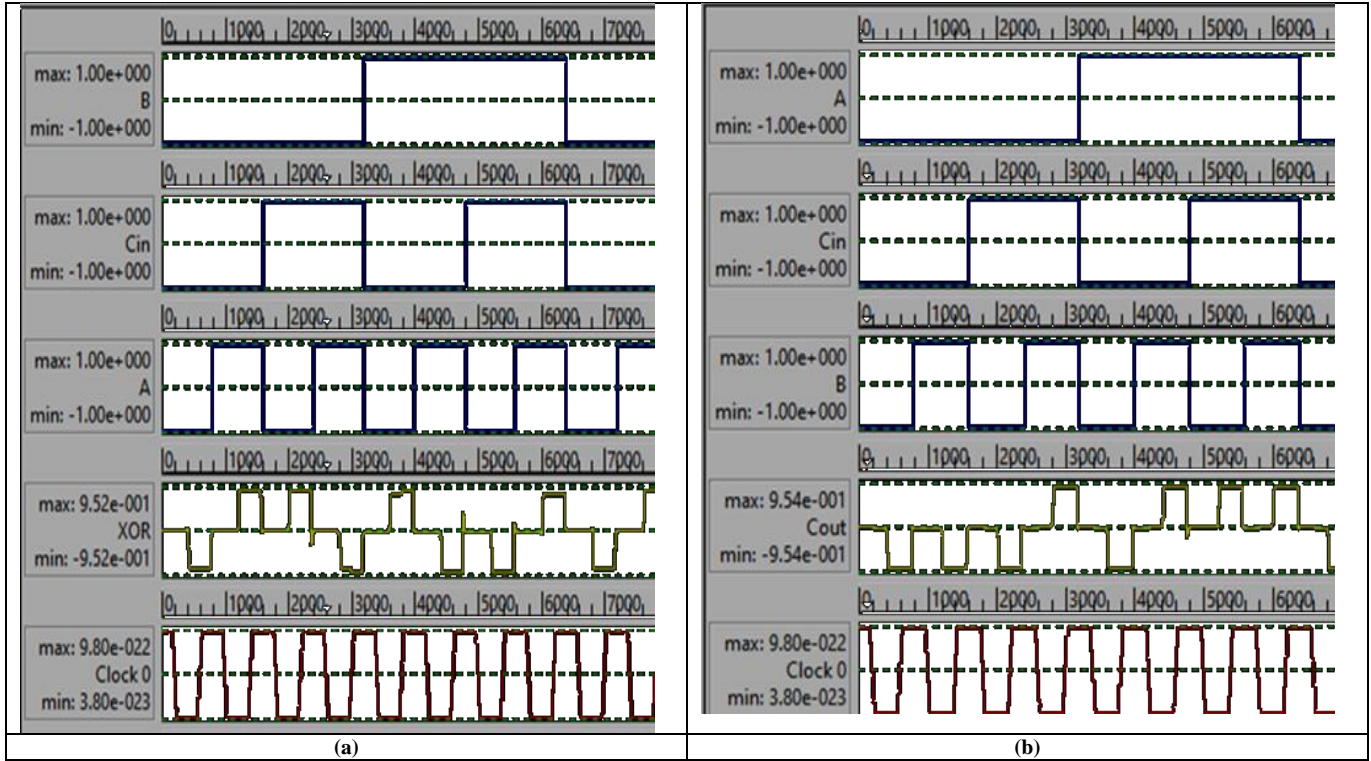 0 1000 2000 3000 4000 5000 6000 7000
max: 1.00e+000
B
min: -1.00e+000
0 1000 2000 3000 4000 5000 6000 7000
max: 1.00e+000
Cin
min: -1.00e+000
0 1000 2000 3000 4000 5000 6000 7000
max: 1.00e+000
A
min: -1.00e+000
0 1000 2000 3000 4000 5000 6000 7000
max: 9.52e-001
XOR
min: -9.52e-001
0 1000 2000 3000 4000 5000 6000 7000
max: 9.80e-022
Clock 0
min: 3.80e-023
(a)
0 1000 2000 3000 4000 5000 6000
max: 1.00e+000
A
min: -1.00e+000
0 1000 2000 3000 4000 5000 6000
max: 1.00e+000
Cin
min: -1.00e+000
0 1000 2000 3000 4000 5000 6000
max: 1.00e+000
B
min: -1.00e+000
0 1000 2000 3000 4000 5000 6000
max: 9.54e-001
Cout
min: -9.54e-001
0 1000 2000 3000 4000 5000 6000
max: 9.80e-022
Clock 0
min: 3.80e-023
(b)